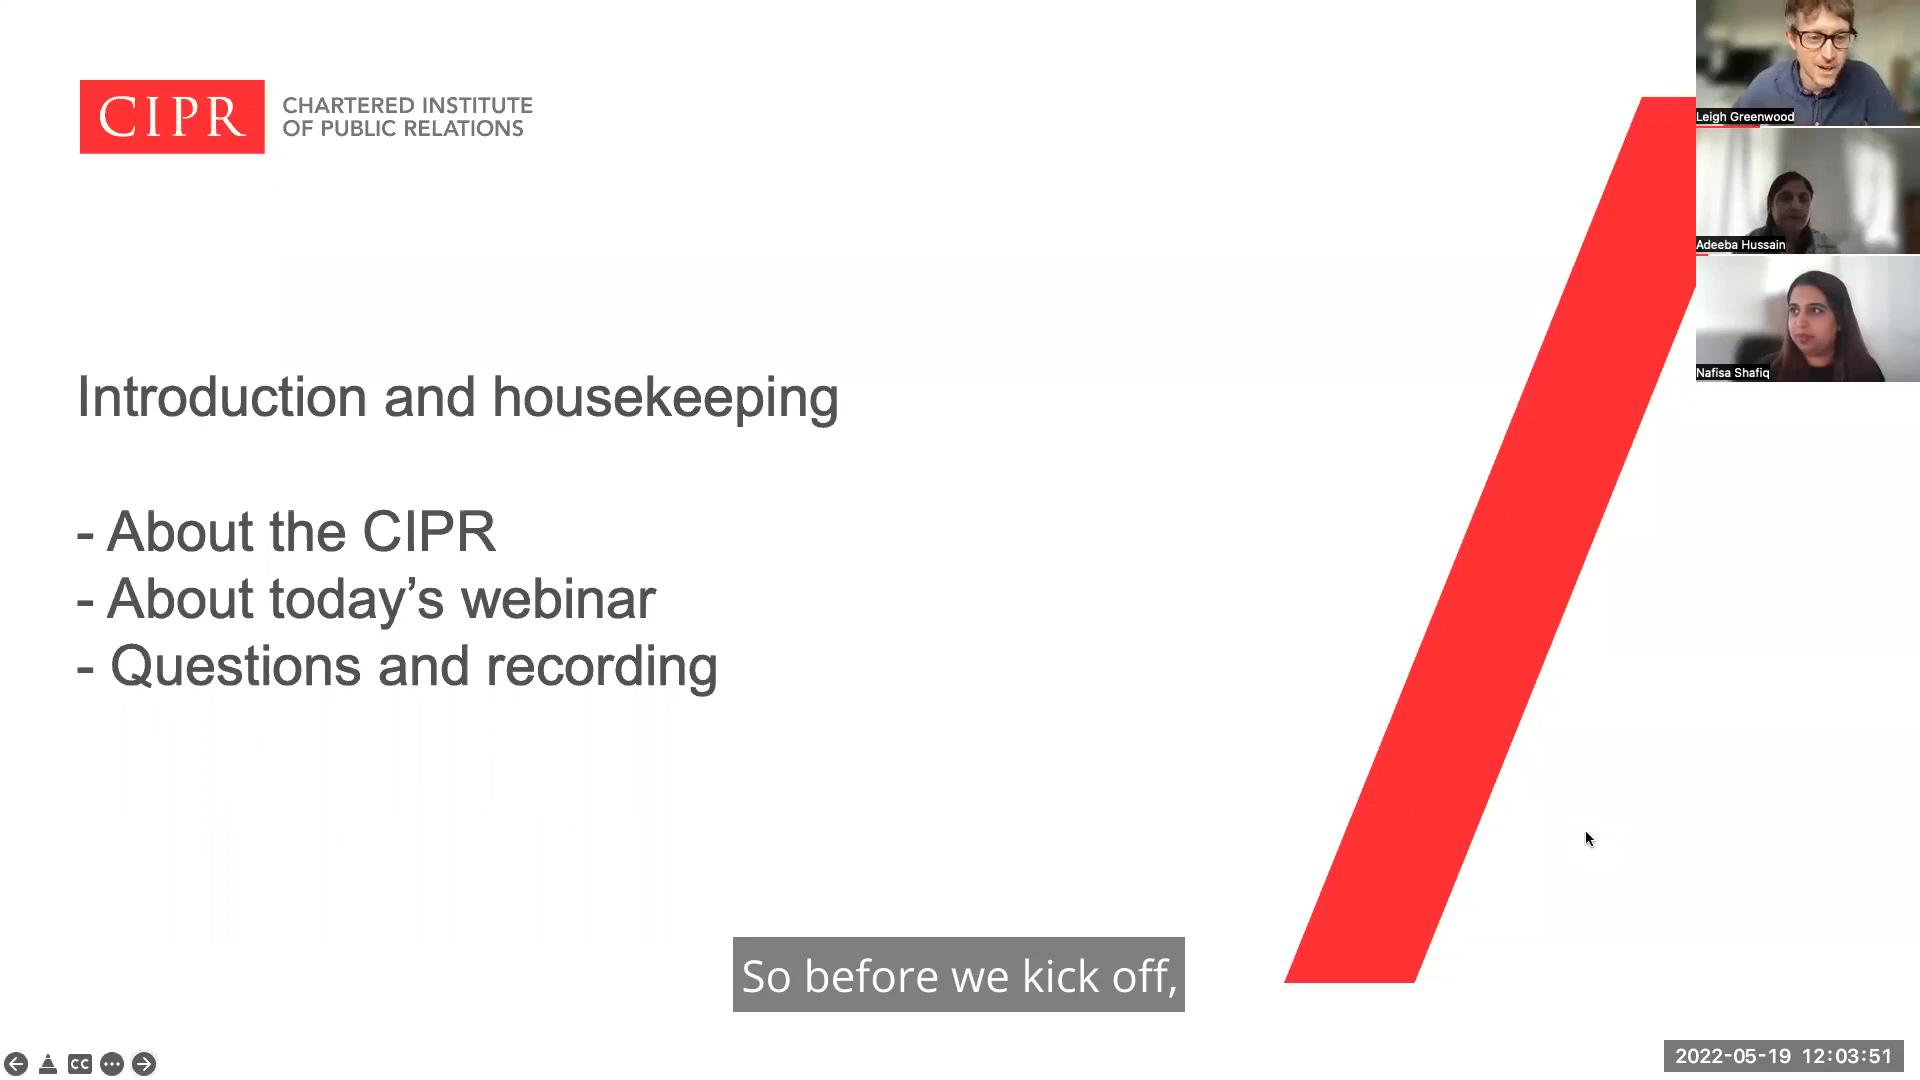 CIPR
CHARTERED INSTITUTE
OF PUBLIC RELATIONS
Leigh Greenwood
Adeeba Hussain
Nafisa Shafiq
Introduction and housekeeping
- About the CIPR
- About today’s webinar
- Questions and recording
So before we kick off,
CC
2022-05-19 12:03:51